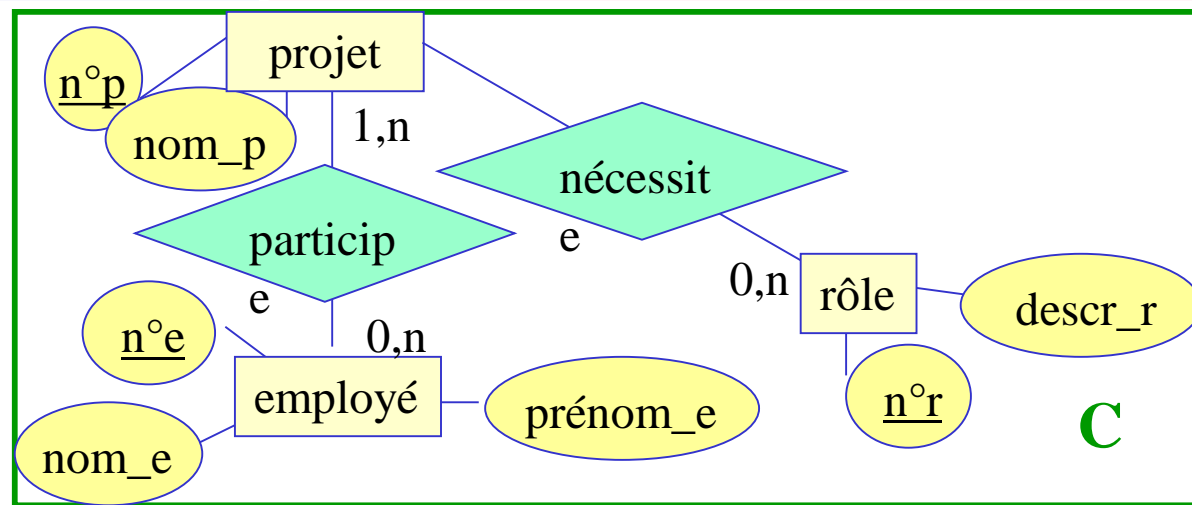 projet
n°p
nom_p
1,n
nécessit
e
particip
e
0,n
rôle
descr_r
n°e
0,n
employé
prénom_e
n°r
nom_e
C